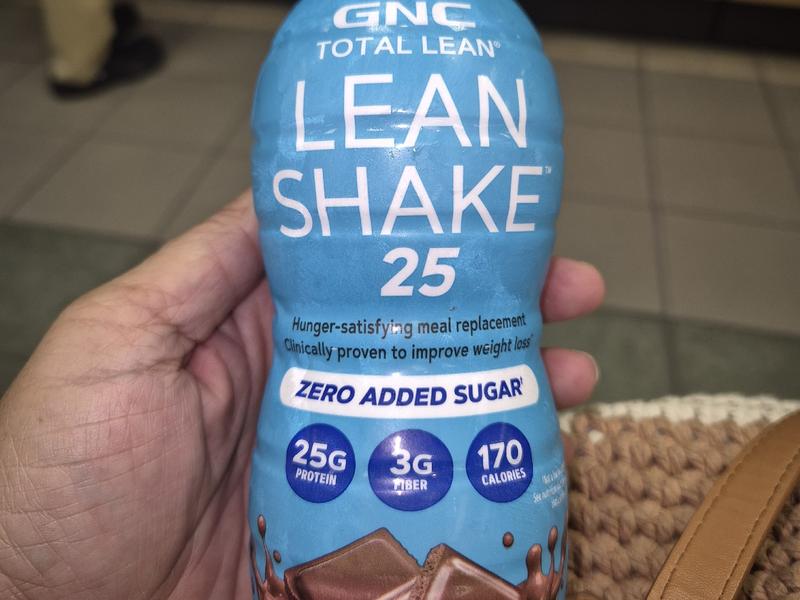 GNC
TOTAL LEAN®
LEAN
SHAKE™
25
Hunger-satisfying meal replacement
Clinically proven to improve weight loss
ZERO ADDED SUGAR
25G
PROTEIN
3G
FIBER
170
CALORIES